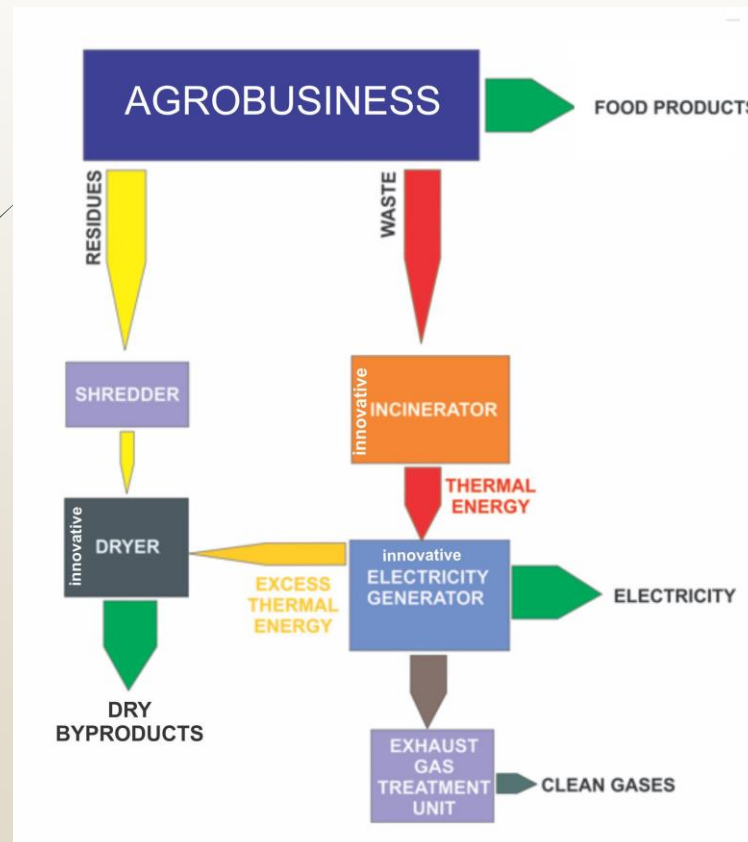 AGROBUSINESS
FOOD PRODUCTS
RESIDUES
WASTE
SHREDDER
innovative
INCINERATOR
THERMAL
ENERGY
innovative
DRYER
EXCESS
THERMAL
ENERGY
innovative
ELECTRICITY
GENERATOR
ELECTRICITY
DRY
BYPRODUCTS
EXHAUST
GAS
TREATMENT
UNIT
CLEAN GASES